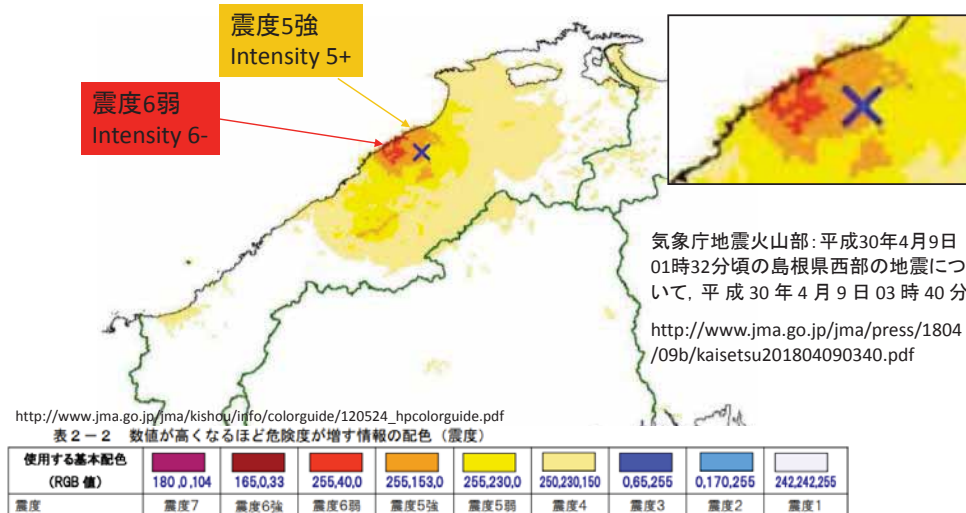 震度5強
Intensity 5+
震度6弱
Intensity 6-
気象庁地震火山部：平成30年4月9日
01時32分頃の島根県西部の地震につ
いて, 平成30年4月9日03時40分
http://www.jma.go.jp/jma/press/1804
/09b/kaisetsu201804090340.pdf
http://www.jma.go.jp/jma/kishou/info/colorguide/120524_hpcolorguide.pdf
表2－2 数値が高くなるほど危険度が増す情報の配色（震度）
使用する基本配色
（RGB 値） 180 ,0 ,104 165,0,33 255,40,0 255,153,0 255,230,0 250,230,150 0,65,255 0,170,255 242,242,255
震度 震度7 震度6強 震度6弱 震度5強 震度5弱 震度4 震度3 震度2 震度1